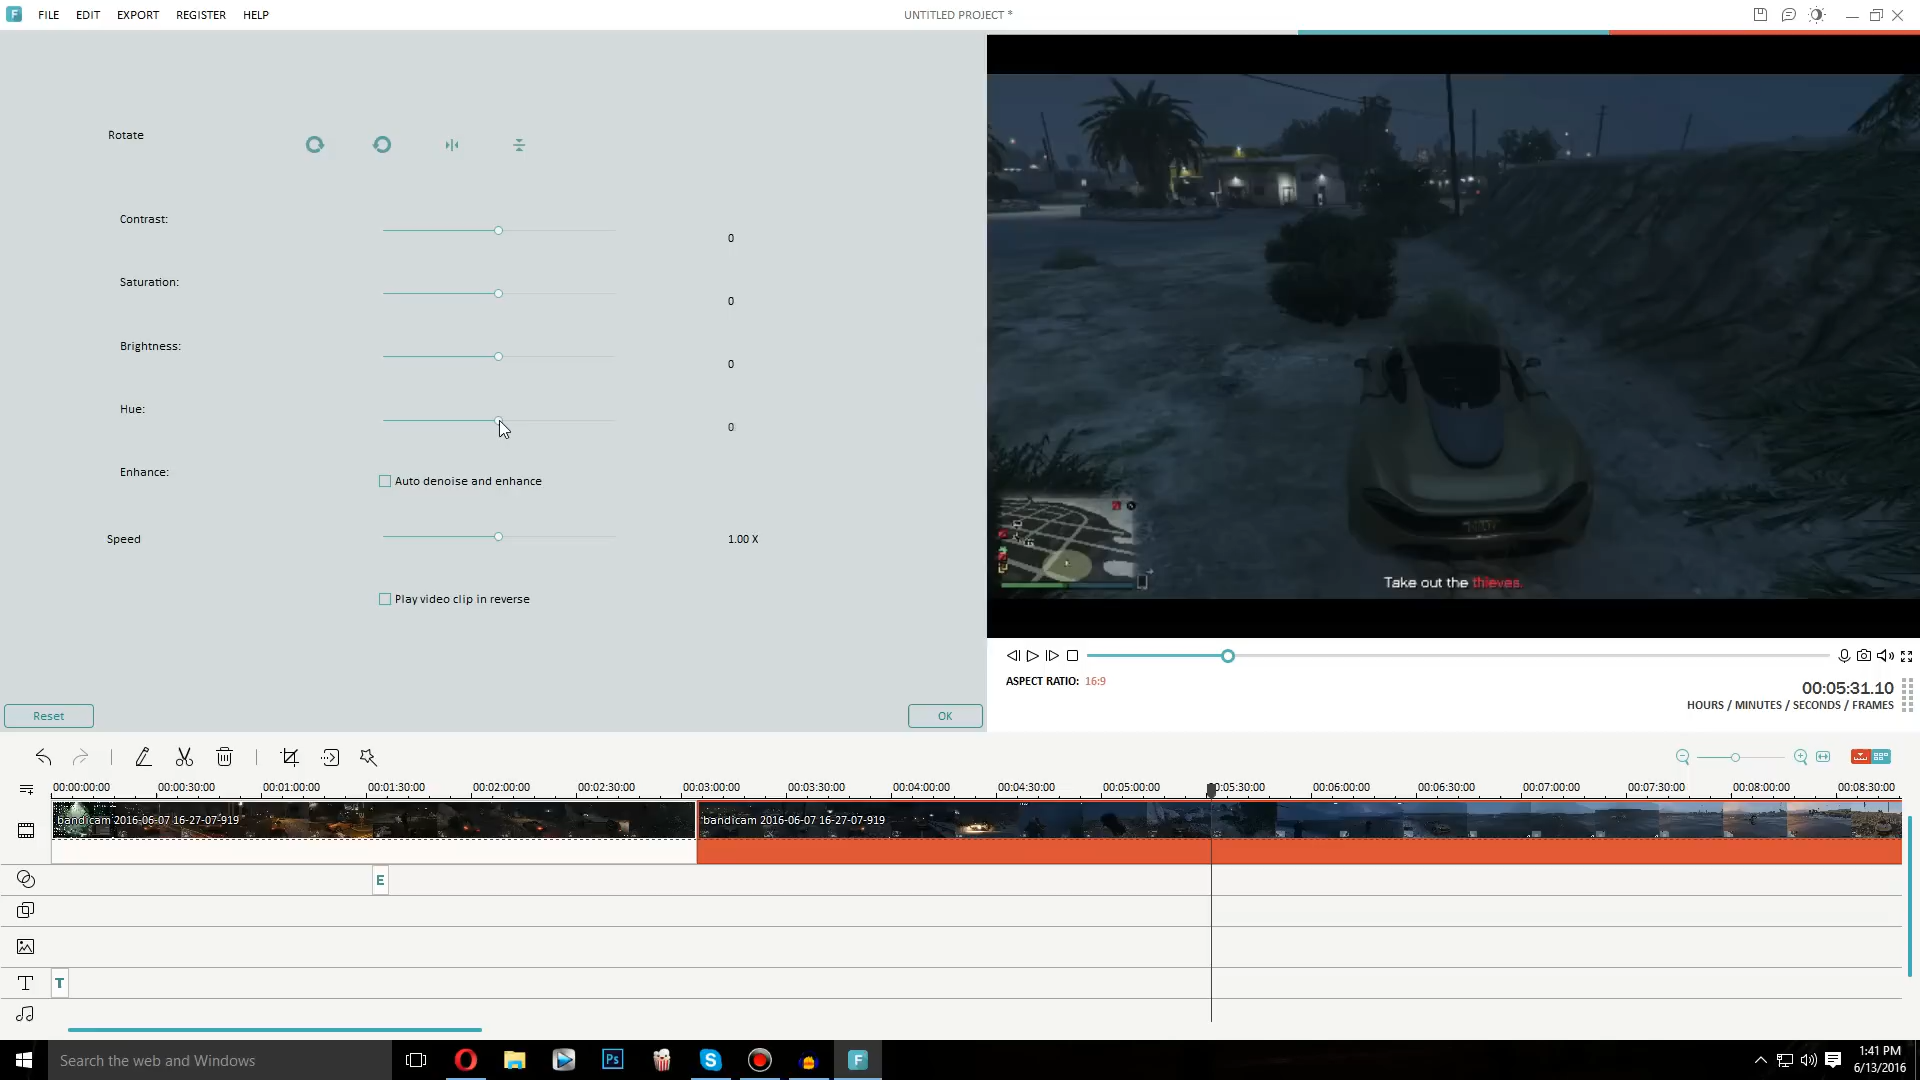 FILE EDIT EXPORT REGISTER HELP
UNTITLED PROJECT *
Rotate
Contrast:
0
Saturation:
0
Brightness:
0
Hue:
0
Enhance:
Auto denoise and enhance
Speed
1.00 X
Play video clip in reverse
Reset
OK
Take out the thieves.
ASPECT RATIO: 16:9
00:05:31.10
HOURS / MINUTES / SECONDS / FRAMES
00:00:00:00 00:00:30:00 00:01:00:00 00:01:30:00 00:02:00:00 00:02:30:00 00:03:00:00 00:03:30:00 00:04:00:00 00:04:30:00 00:05:00:00 0:05:30:00 00:06:00:00 00:06:30:00 00:07:00:00 00:07:30:00 00:08:00:00 00:08:30:00
bandicam 2016-06-07 16-27-07-919
bandicam 2016-06-07 16-27-07-919
E
T
Search the web and Windows
Ps
1:41 PM
6/13/2016